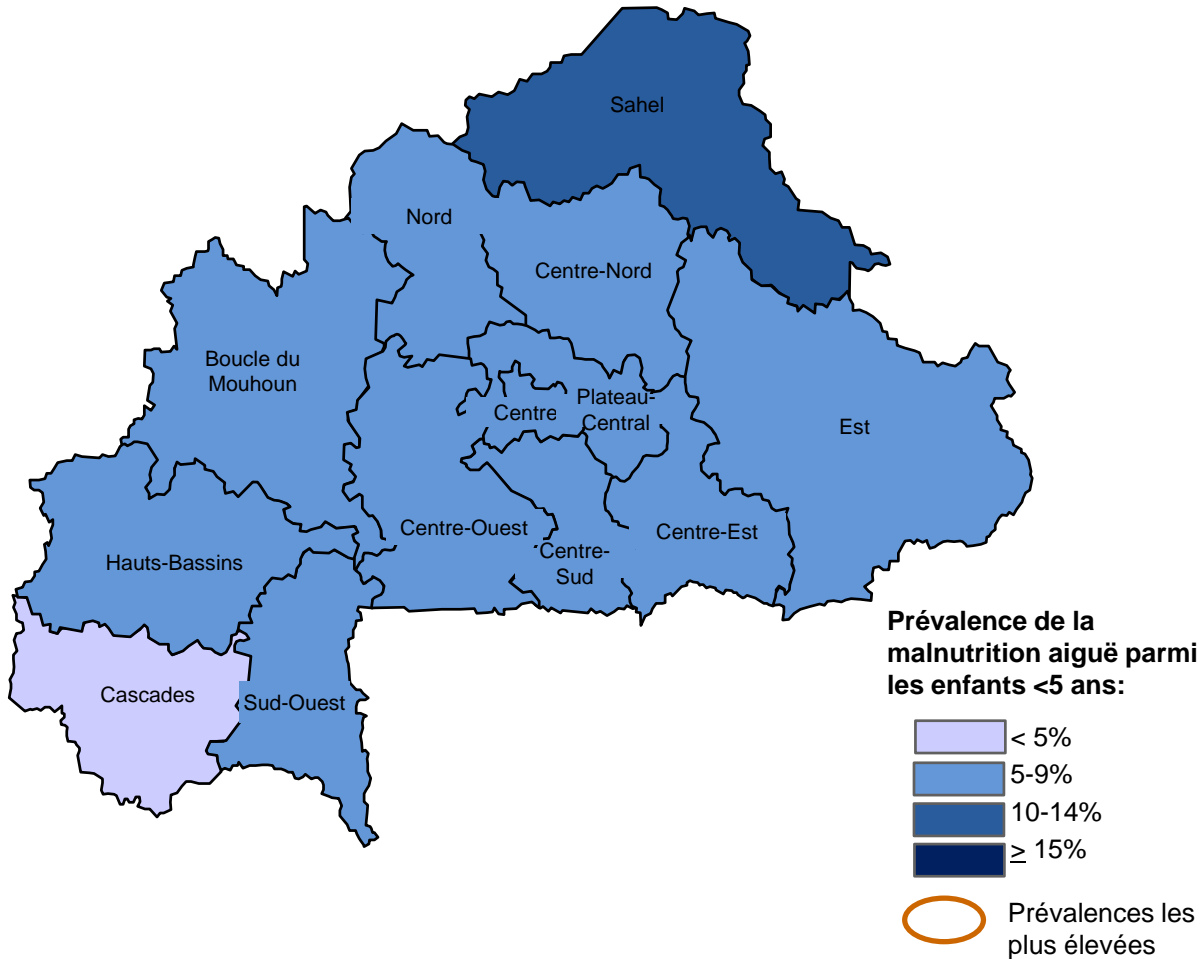 Sahel
Nord
Centre-Nord
Boucle du
Mouhoun
Plateau-
Central
Centre
Est
Centre-Ouest
Centre-Est
Centre-
Sud
Hauts-Bassins
Cascades
Sud-Ouest
Prévalence de la
malnutrition aiguë parmi
les enfants <5 ans:
< 5%
5-9%
10-14%
≥ 15%
Prévalences les
plus élevées